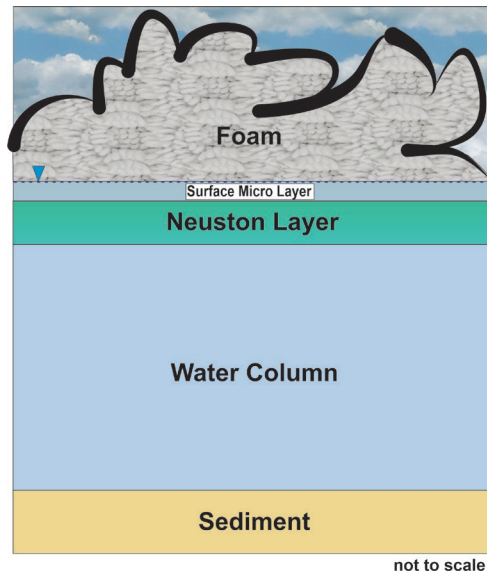 Foam
Surface Micro Layer
Neuston Layer
Water Column
Sediment
not to scale